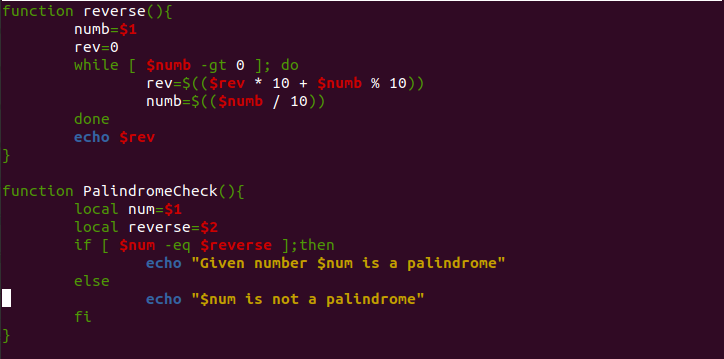 function reverse(){
        numb=$1
        rev=0
        while [ $numb -gt 0 ]; do
                rev=$(($rev * 10 + $numb % 10))
                numb=$(($numb / 10))
        done
        echo $rev
}

function PalindromeCheck(){
        local num=$1
        local reverse=$2
        if [ $num -eq $reverse ];then
                echo "Given number $num is a palindrome"
        else
                echo "$num is not a palindrome"
        fi
}